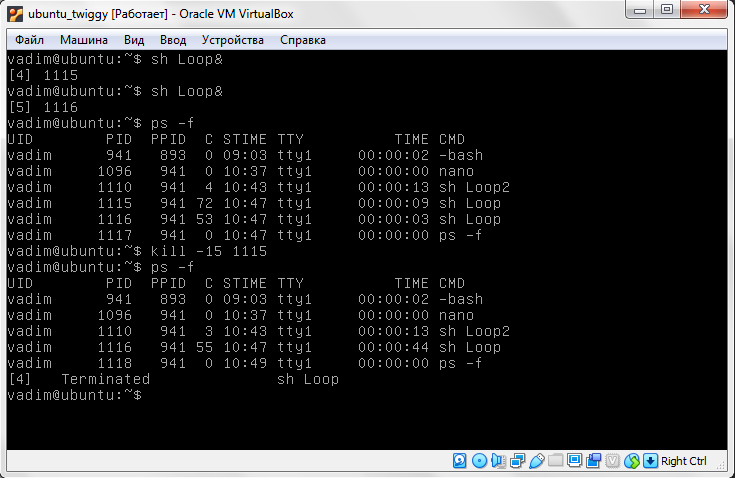 ubuntu_twiggy [Работает] - Oracle VM VirtualBox
Файл Машина Вид Ввод Устройства Справка
vadim@ubuntu:~$ sh Loop&
[4] 1115
vadim@ubuntu:~$ sh Loop&
[5] 1116
vadim@ubuntu:~$ ps -f
UID        PID  PPID  C STIME TTY          TIME CMD
vadim      941   893  0 09:03 tty1     00:00:02 -bash
vadim     1096   941  0 10:37 tty1     00:00:00 nano
vadim     1110   941  4 10:43 tty1     00:00:13 sh Loop2
vadim     1115   941 72 10:47 tty1     00:00:09 sh Loop
vadim     1116   941 53 10:47 tty1     00:00:03 sh Loop
vadim     1117   941  0 10:47 tty1     00:00:00 ps -f
vadim@ubuntu:~$ kill -15 1115
vadim@ubuntu:~$ ps -f
UID        PID  PPID  C STIME TTY          TIME CMD
vadim      941   893  0 09:03 tty1     00:00:02 -bash
vadim     1096   941  0 10:37 tty1     00:00:00 nano
vadim     1110   941  3 10:43 tty1     00:00:13 sh Loop2
vadim     1116   941 55 10:47 tty1     00:00:44 sh Loop
vadim     1118   941  0 10:49 tty1     00:00:00 ps -f
[4]   Terminated              sh Loop
vadim@ubuntu:~$
Right Ctrl